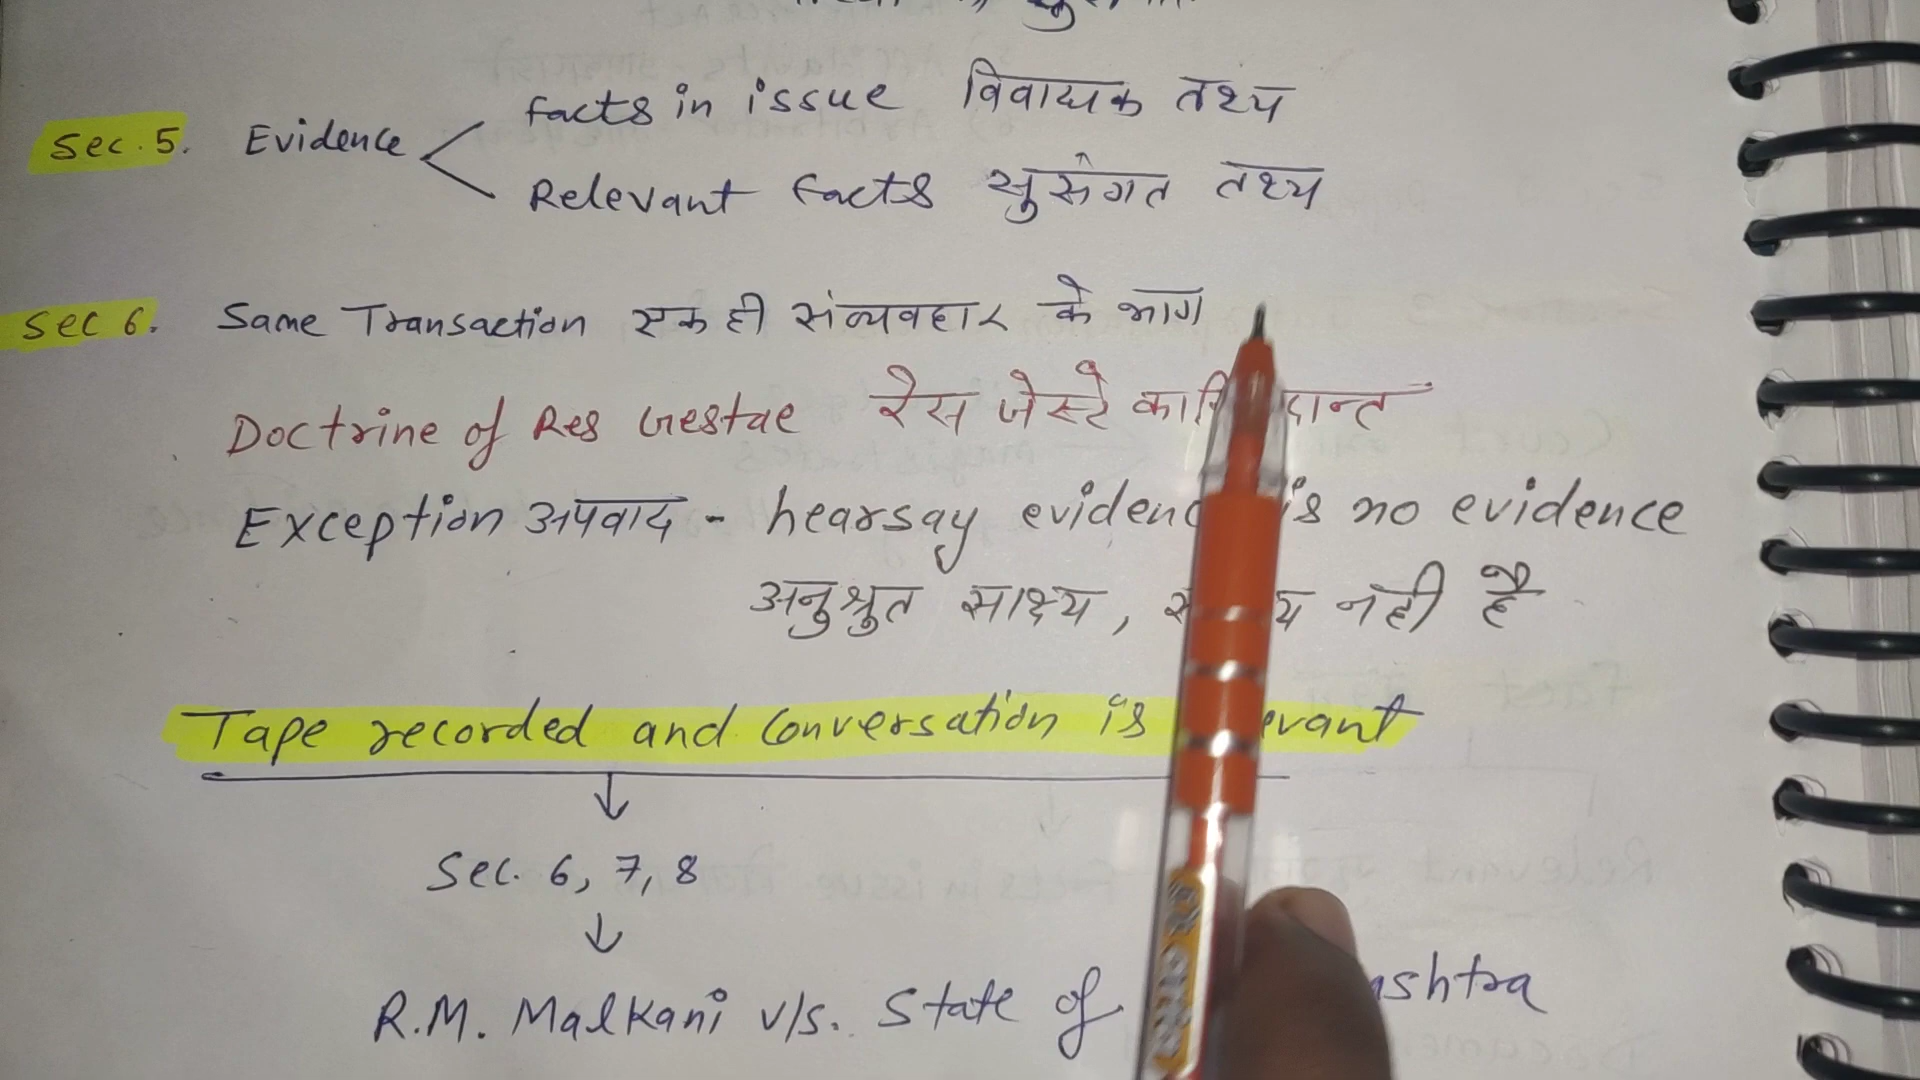 facts in issue विवाद्यक तथ्य
Sec. 5. Evidence
Relevant facts सुसंगत तथ्य
Sec 6. Same Transaction एक ही संव्यवहार के भाग
Doctrine of Res Gestae रेस जेस्टे का
Exception अपवाद - hearsay is no evidence
अनुश्रुत साक्ष्य, नही है
Tape recorded and Conversation is
Sec. 6, 7, 8
R.M. Malkani v/s. State of